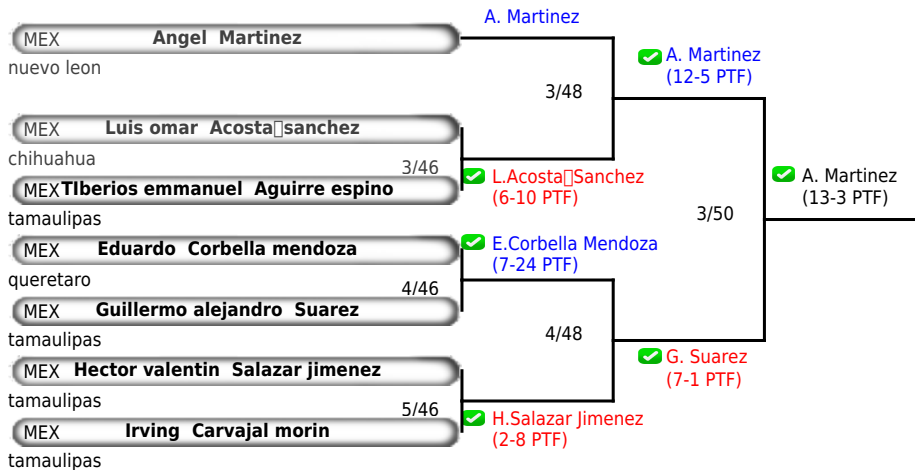 A. Martinez
MEX Angel Martinez
nuevo leon
A. Martinez
(12-5 PTF)
3/48
MEX Luis omar Acosta▯sanchez
chihuahua
3/46
MEX TIberios emmanuel Aguirre espino
tamaulipas
L.Acosta▯Sanchez
(6-10 PTF)
A. Martinez
(13-3 PTF)
3/50
MEX Eduardo Corbella mendoza
queretaro
E.Corbella Mendoza
(7-24 PTF)
4/46
MEX Guillermo alejandro Suarez
tamaulipas
4/48
G. Suarez
(7-1 PTF)
MEX Hector valentin Salazar jimenez
tamaulipas
5/46
MEX Irving Carvajal morin
tamaulipas
H.Salazar Jimenez
(2-8 PTF)